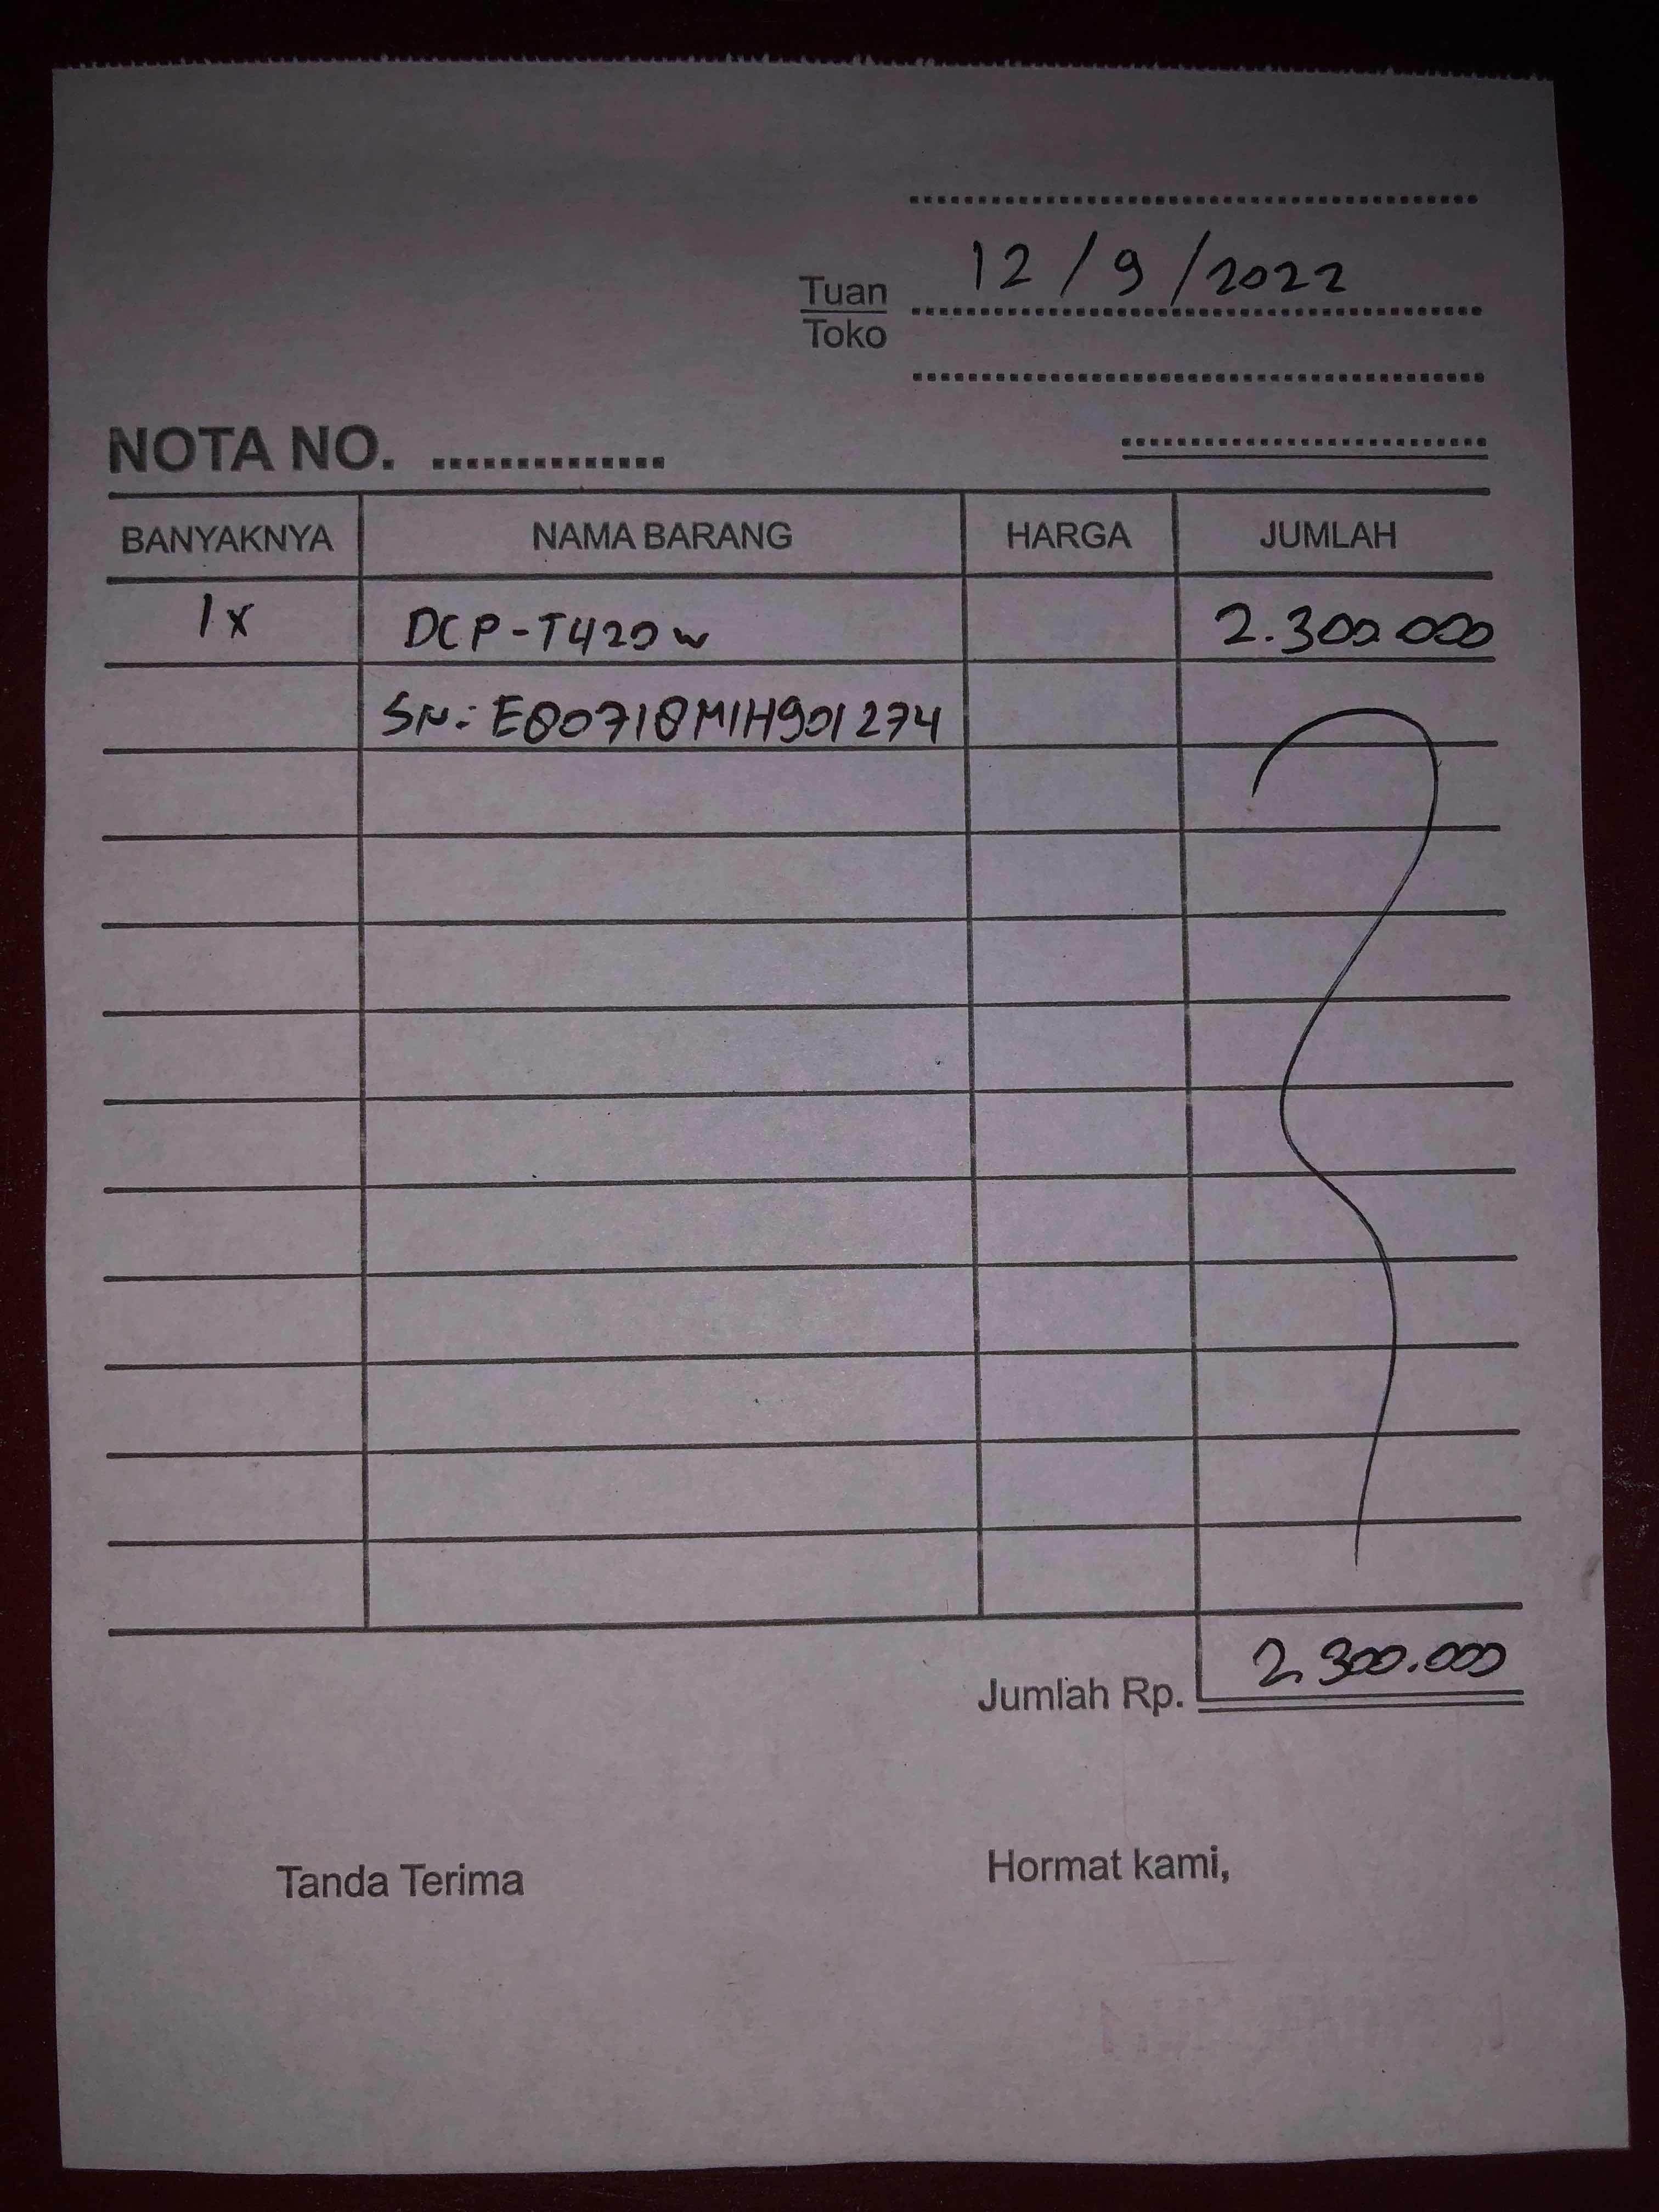 12/9/2022
Tuan
Toko
NOTA NO. ..............
BANYAKNYA NAMA BARANG HARGA JUMLAH
1x DCP-T420w 2.300.000
SN: E80718M1H901274
Jumlah Rp. 2.300.000
Tanda Terima Hormat kami,